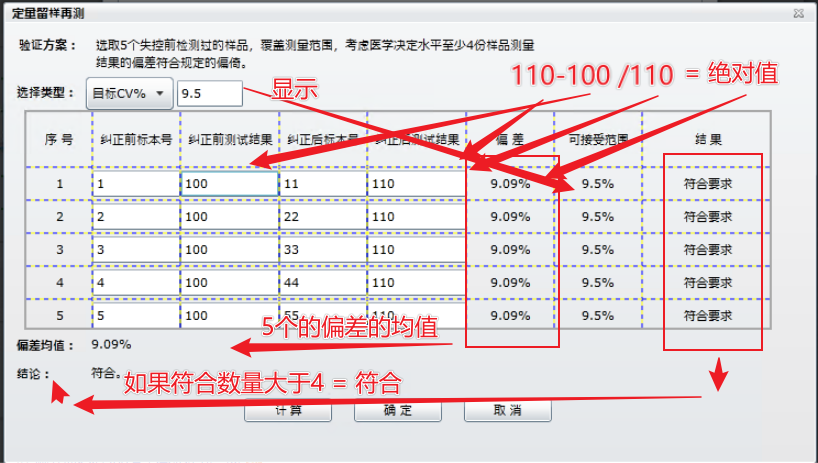 定量留样再测
验证方案： 选取5个失控前检测过的样品，覆盖测量范围，考虑医学决定水平至少4份样品测量
结果的偏差符合规定的偏倚。
110-100 /110 = 绝对值
选择类型： 目标CV% 9.5 显示
序 号 纠正前标本号 纠正前测试结果 纠正后标本号 纠正后测试结果 偏 差 可接受范围 结 果
1 1 100 11 110 9.09% 9.5% 符合要求
2 2 100 22 110 9.09% 9.5% 符合要求
3 3 100 33 110 9.09% 9.5% 符合要求
4 4 100 44 110 9.09% 9.5% 符合要求
5 5 100 55 110 9.09% 9.5% 符合要求
5个的偏差的均值
偏差均值： 9.09%
结论： 符合。
如果符合数量大于4 = 符合
计 算 确 定 取 消